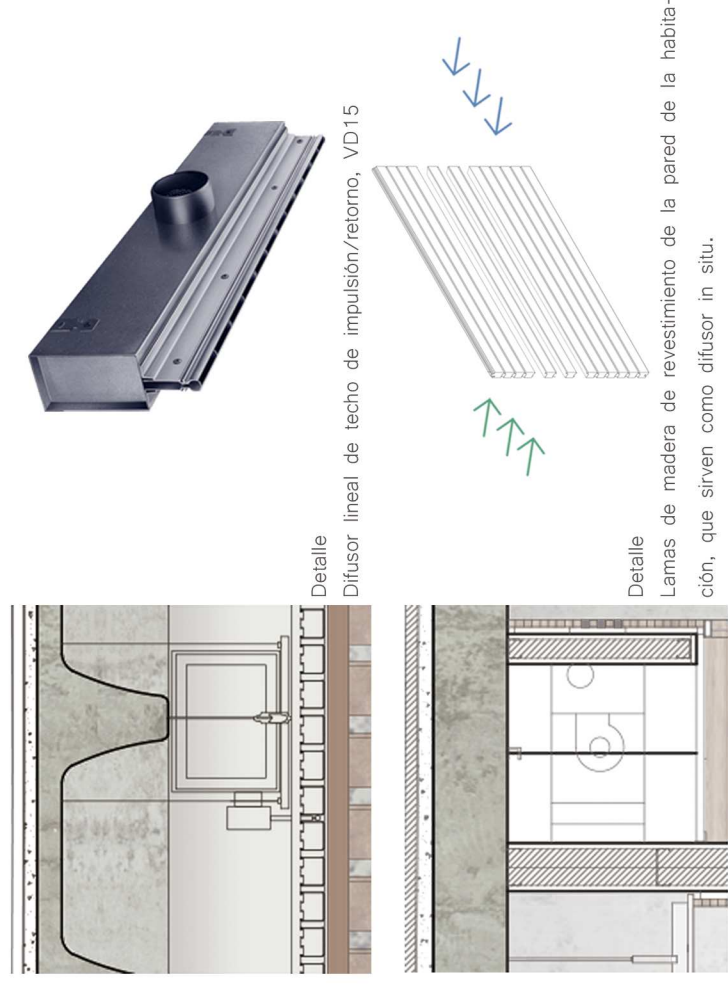 Detalle
Difusor lineal de techo de impulsión/retorno, VD15
Detalle
Lamas de madera de revestimiento de la pared de la habita-
ción, que sirven como difusor in situ.